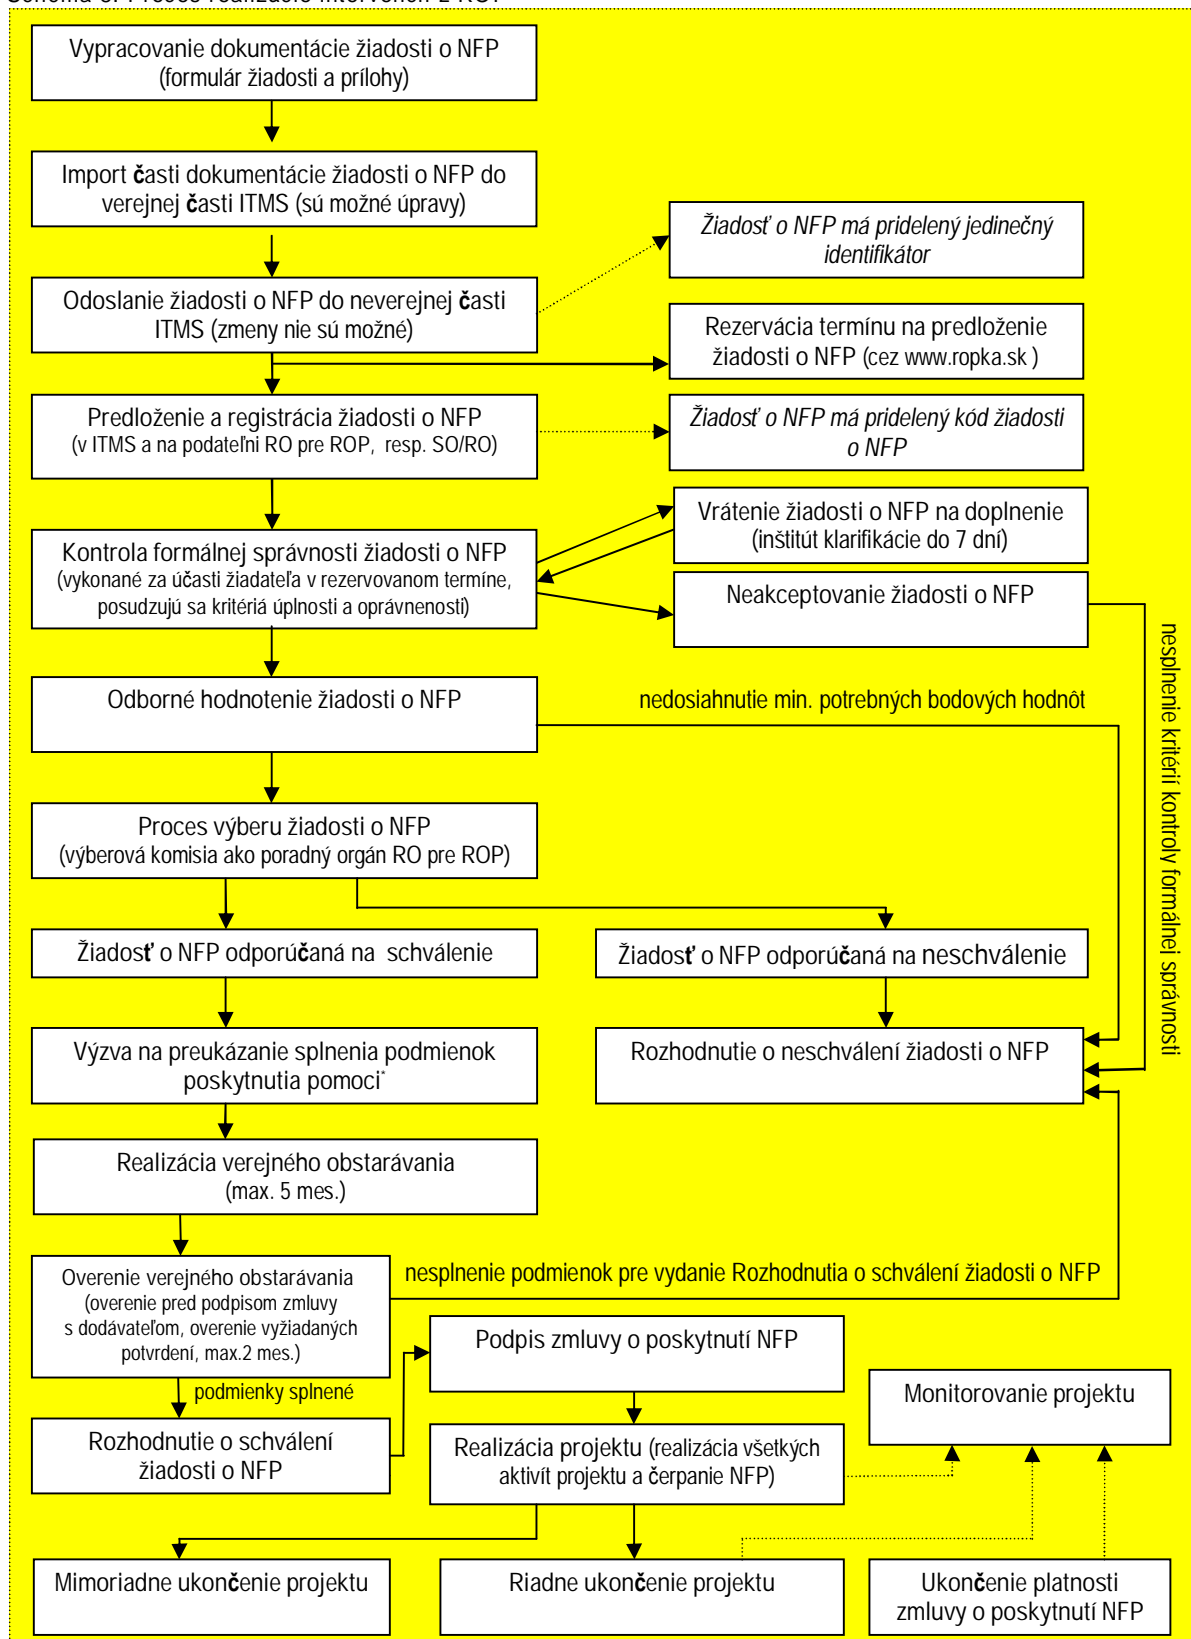 Vypracovanie dokumentácie žiadosti o NFP
(formulár žiadosti a prílohy)
Import časti dokumentácie žiadosti o NFP do
verejnej časti ITMS (sú možné úpravy)
Žiadosť o NFP má pridelený jedinečný
identifikátor
Odoslanie žiadosti o NFP do neverejnej časti
ITMS (zmeny nie sú možné)
Rezervácia termínu na predloženie
žiadosti o NFP (cez www.ropka.sk )
Predloženie a registrácia žiadosti o NFP
(v ITMS a na podateľni RO pre ROP, resp. SO/RO)
Žiadosť o NFP má pridelený kód žiadosti
o NFP
Vrátenie žiadosti o NFP na doplnenie
(inštitút klarifikácie do 7 dní)
Kontrola formálnej správnosti žiadosti o NFP
(vykonané za účasti žiadateľa v rezervovanom termíne,
posudzujú sa kritériá úplnosti a oprávnenosti)
Neakceptovanie žiadosti o NFP
nesplnenie kritérií kontroly formálnej správnosti
Odborné hodnotenie žiadosti o NFP
nedosiahnutie min. potrebných bodových hodnôt
Proces výberu žiadosti o NFP
(výberová komisia ako poradný orgán RO pre ROP)
Žiadosť o NFP odporúčaná na schválenie
Žiadosť o NFP odporúčaná na neschválenie
Výzva na preukázanie splnenia podmienok
poskytnutia pomoci*
Rozhodnutie o neschválení žiadosti o NFP
Realizácia verejného obstarávania
(max. 5 mes.)
Overenie verejného obstarávania
(overenie pred podpisom zmluvy
s dodávateľom, overenie vyžiadaných
potvrdení, max.2 mes.)
nesplnenie podmienok pre vydanie Rozhodnutia o schválení žiadosti o NFP
Podpis zmluvy o poskytnutí NFP
podmienky splnené
Monitorovanie projektu
Rozhodnutie o schválení
žiadosti o NFP
Realizácia projektu (realizácia všetkých
aktivít projektu a čerpanie NFP)
Mimoriadne ukončenie projektu
Riadne ukončenie projektu
Ukončenie platnosti
zmluvy o poskytnutí NFP